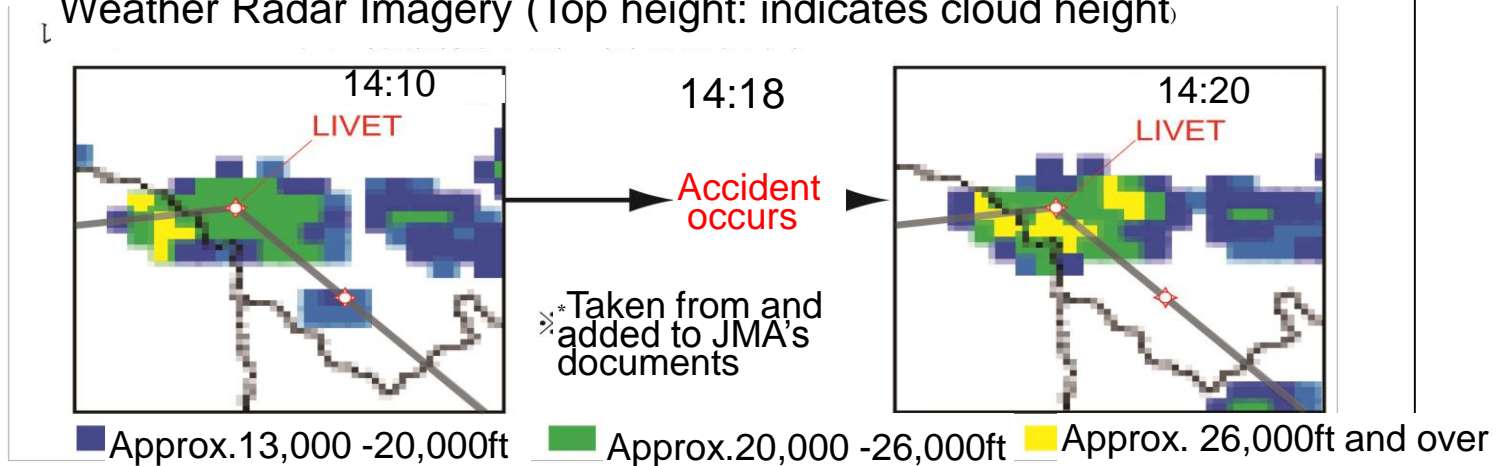 Weather Radar Imagery (Top height: indicates cloud height)
14:10
LIVET
14:18
Accident
occurs
14:20
LIVET
※*Taken from and
added to JMA's
documents
Approx.13,000 -20,000ft
Approx.20,000 -26,000ft
Approx. 26,000ft and over